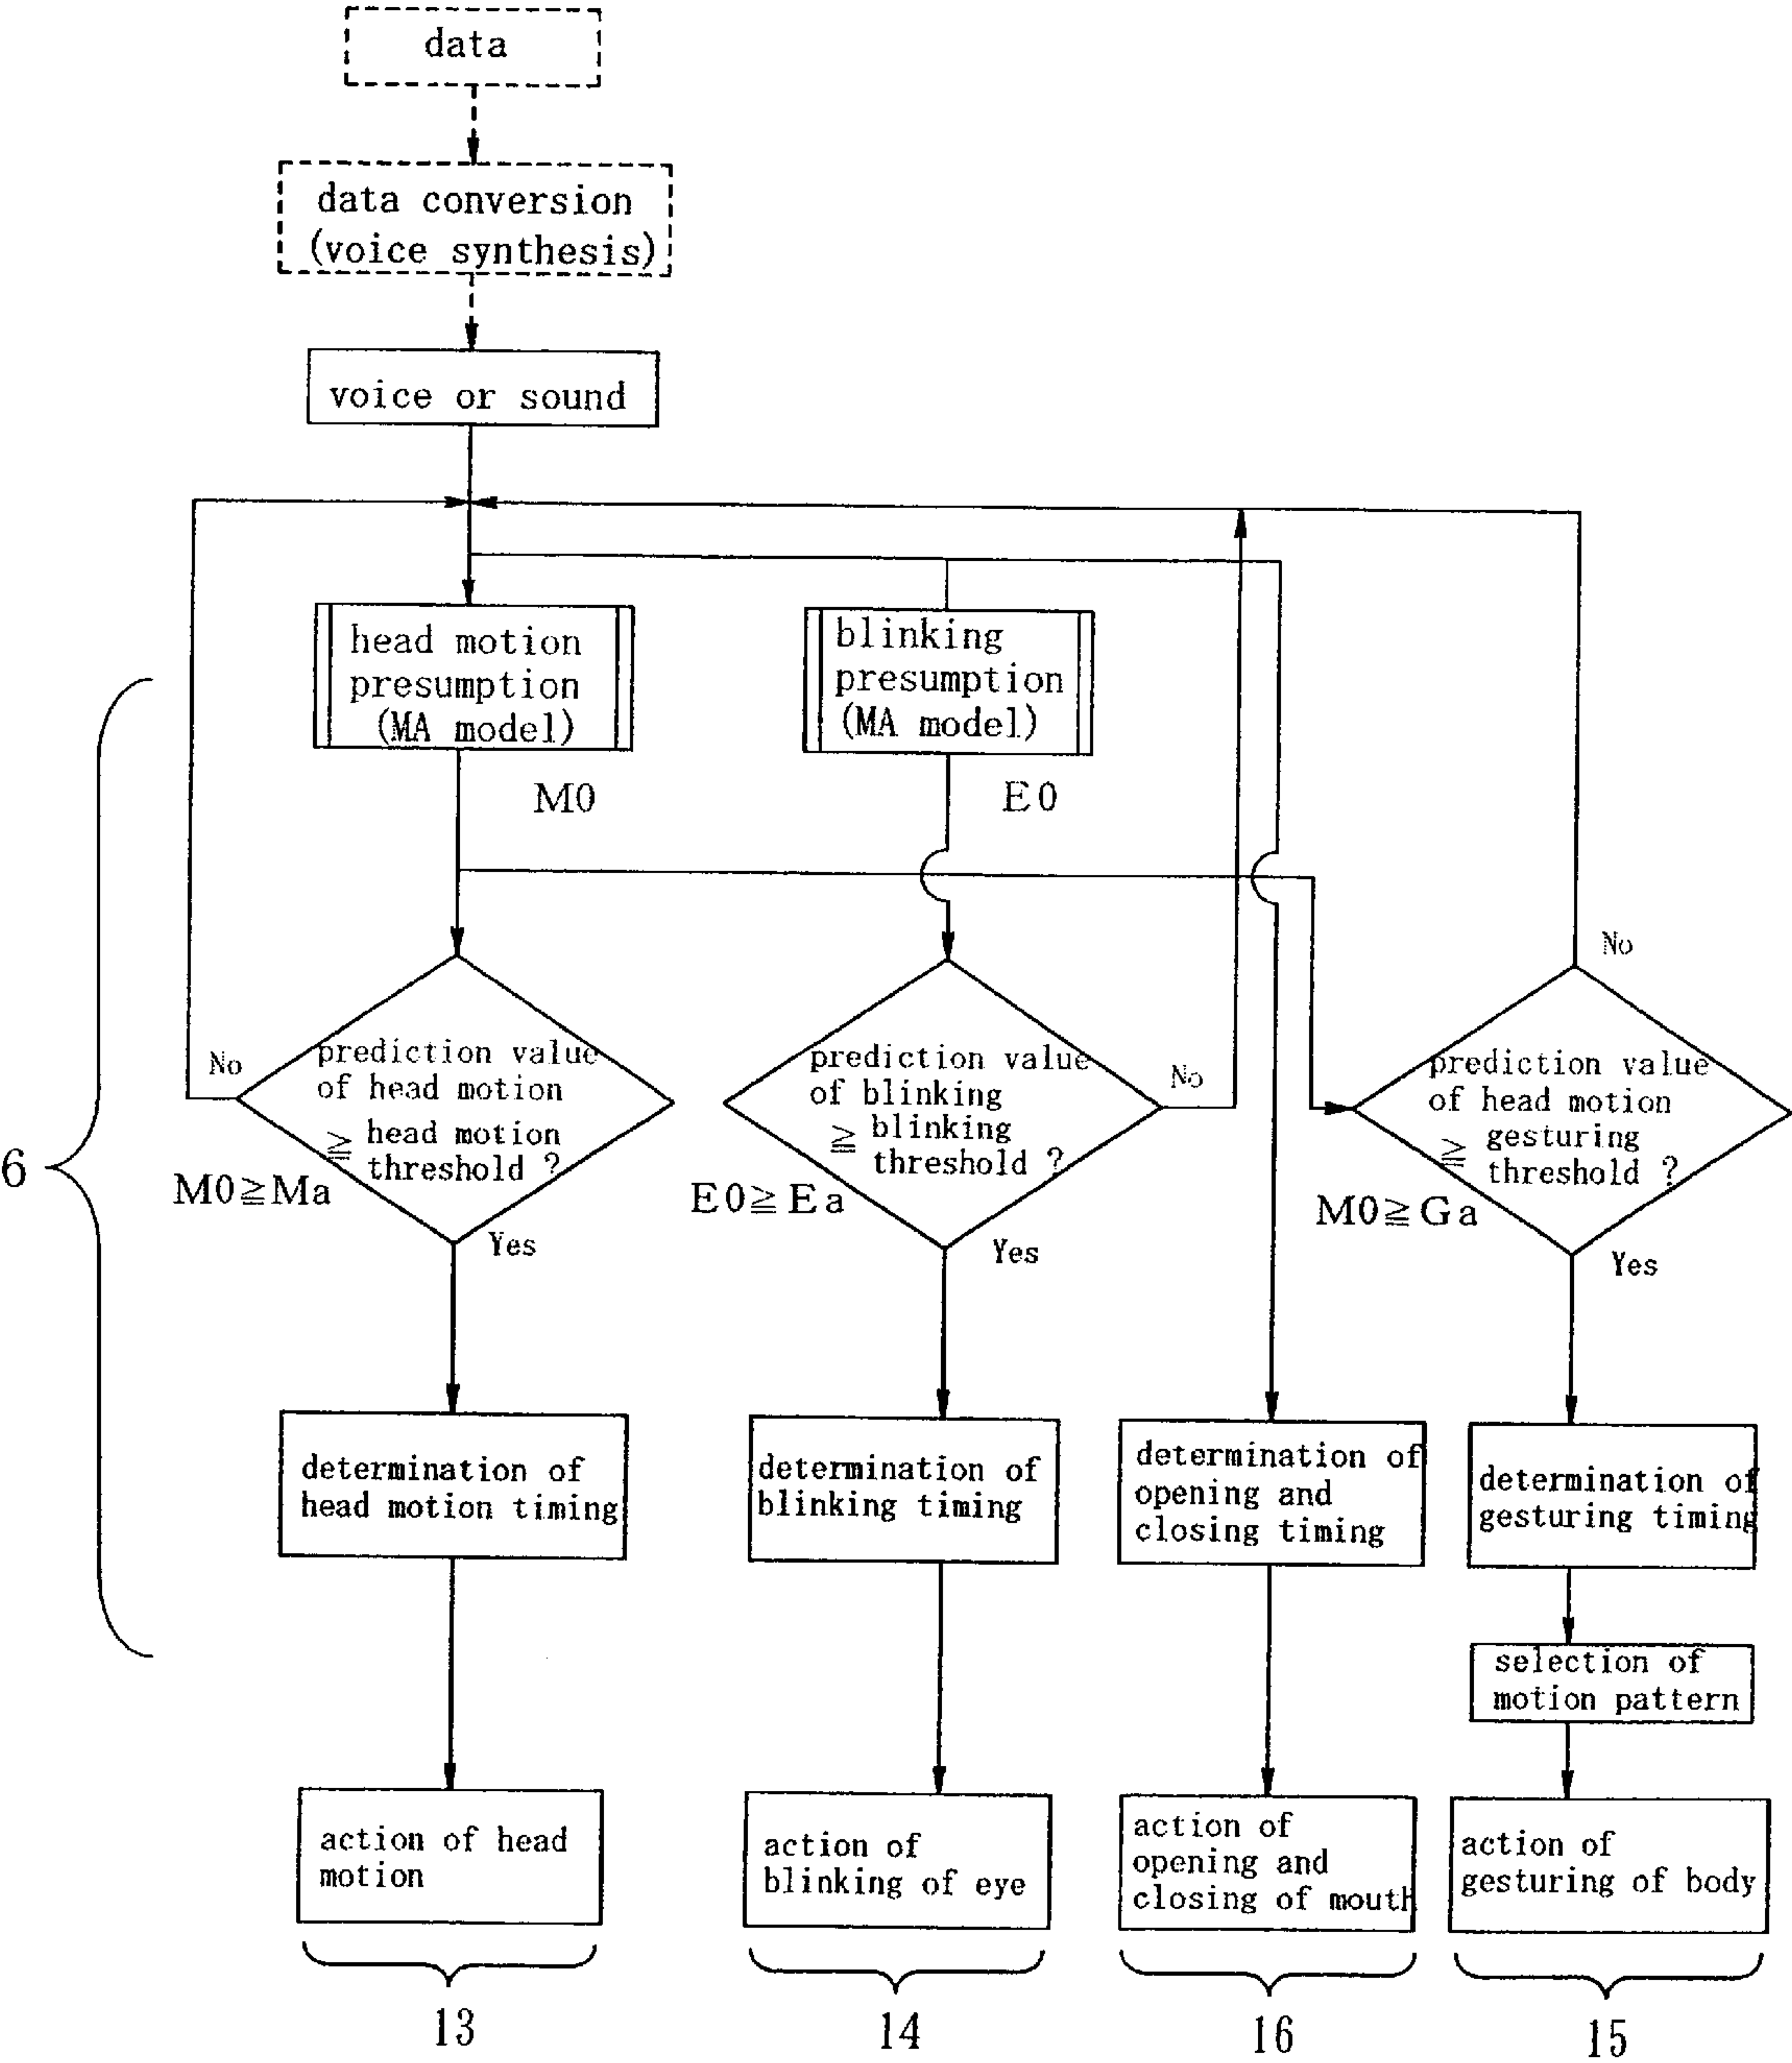 data
data conversion
(voice synthesis)
voice or sound
head motion
presumption
(MA model)
blinking
presumption
(MA model)
M0
E0
No
prediction value
of head motion
≧ head motion
threshold ?
M0≧Ma
Yes
prediction value
of blinking
≧ blinking
threshold ?
No
E0≧Ea
Yes
No
prediction value
of head motion
≧ gesturing
threshold ?
M0≧Ga
Yes
6
determination of
head motion timing
determination of
blinking timing
determination of
opening and
closing timing
determination of
gesturing timing
selection of
motion pattern
action of head
motion
action of
blinking of eye
action of
opening and
closing of mouth
action of
gesturing of body
13
14
16
15